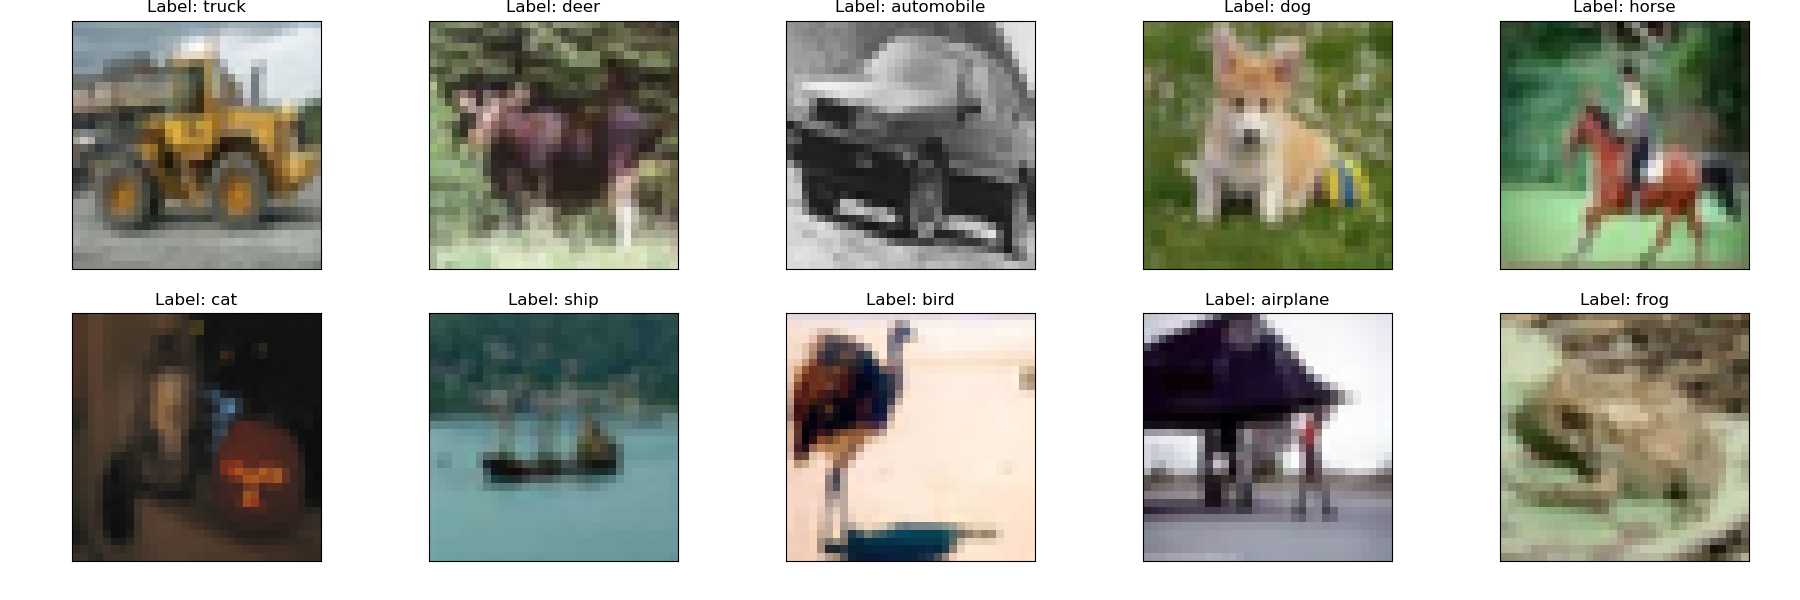 Label: truck
Label: deer
Label: automobile
Label: dog
Label: horse
Label: cat
Label: ship
Label: bird
Label: airplane
Label: frog